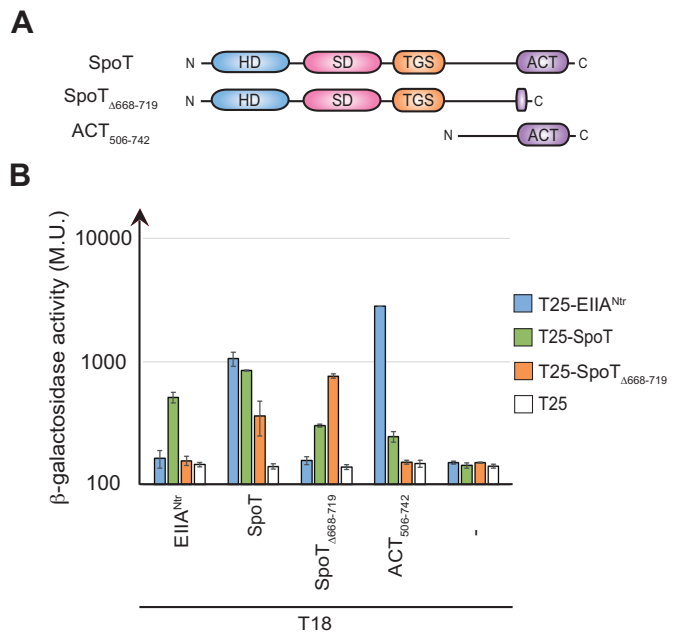 A
SpoT N HD SD TGS ACT C
SpoTΔ668-719 N HD SD TGS C
ACT506-742 N ACT C
B
β-galactosidase activity (M.U.)
10000
1000
100
T25-EIIANtr
T25-SpoT
T25-SpoTΔ668-719
T25
EIIANtr
SpoT
SpoTΔ668-719
ACT506-742
-
T18